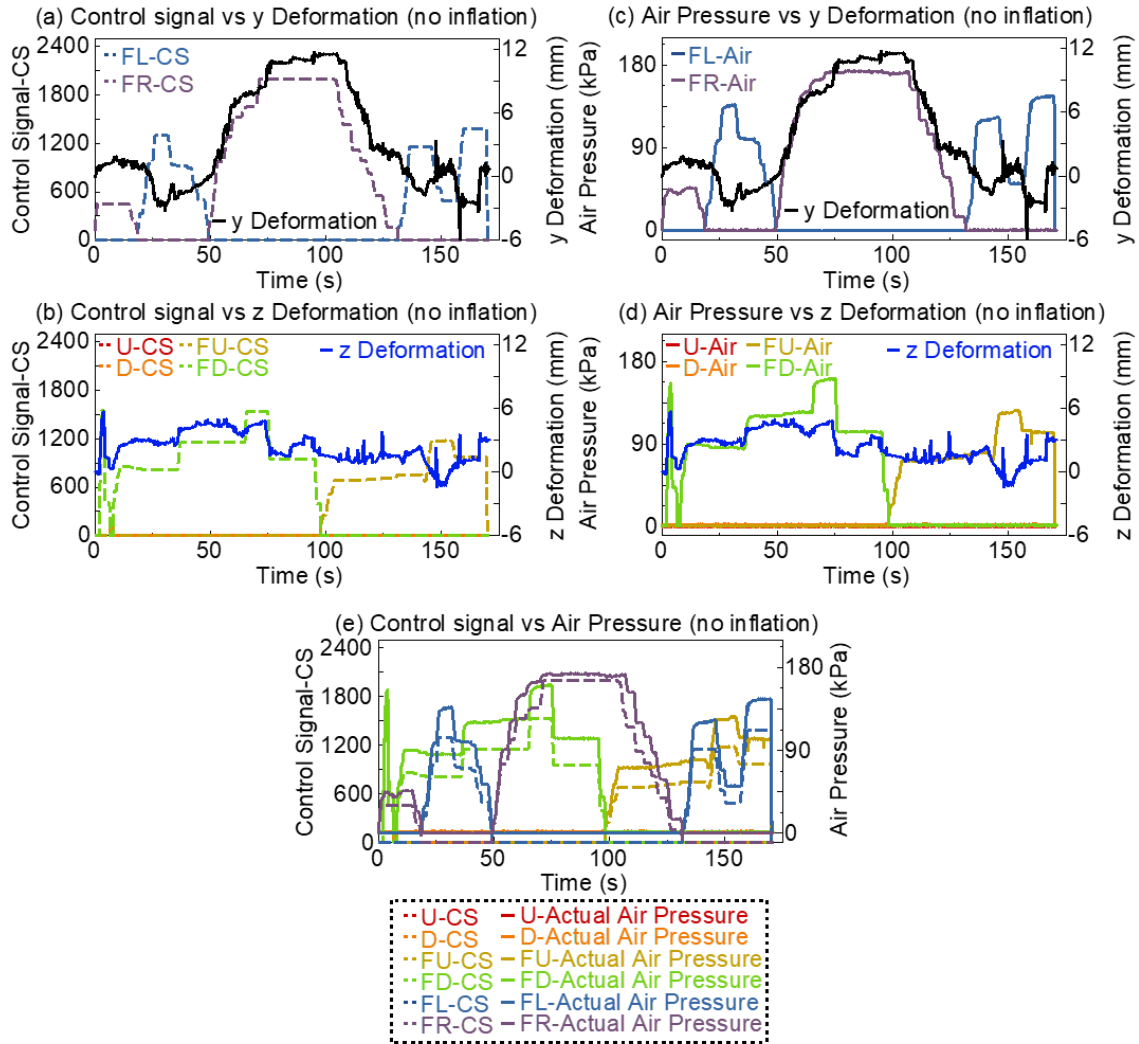 (a) Control signal vs y Deformation (no inflation)
2400
1800
1200
600
0
Control Signal-CS
FL-CS
FR-CS
y Deformation
12
6
0
-6
y Deformation (mm)
0 50 100 150
Time (s)
(c) Air Pressure vs y Deformation (no inflation)
180
90
0
Air Pressure (kPa)
FL-Air
FR-Air
y Deformation
12
6
0
-6
y Deformation (mm)
0 50 100 150
Time (s)
(b) Control signal vs z Deformation (no inflation)
2400
1800
1200
600
0
Control Signal-CS
U-CS FU-CS z Deformation
D-CS FD-CS
12
6
0
-6
z Deformation (mm)
0 50 100 150
Time (s)
(d) Air Pressure vs z Deformation (no inflation)
180
90
0
Air Pressure (kPa)
U-Air FU-Air z Deformation
D-Air FD-Air
12
6
0
-6
z Deformation (mm)
0 50 100 150
Time (s)
(e) Control signal vs Air Pressure (no inflation)
2400
1800
1200
600
0
Control Signal-CS
180
90
0
Air Pressure (kPa)
0 50 100 150
Time (s)
U-CS U-Actual Air Pressure
D-CS D-Actual Air Pressure
FU-CS FU-Actual Air Pressure
FD-CS FD-Actual Air Pressure
FL-CS FL-Actual Air Pressure
FR-CS FR-Actual Air Pressure